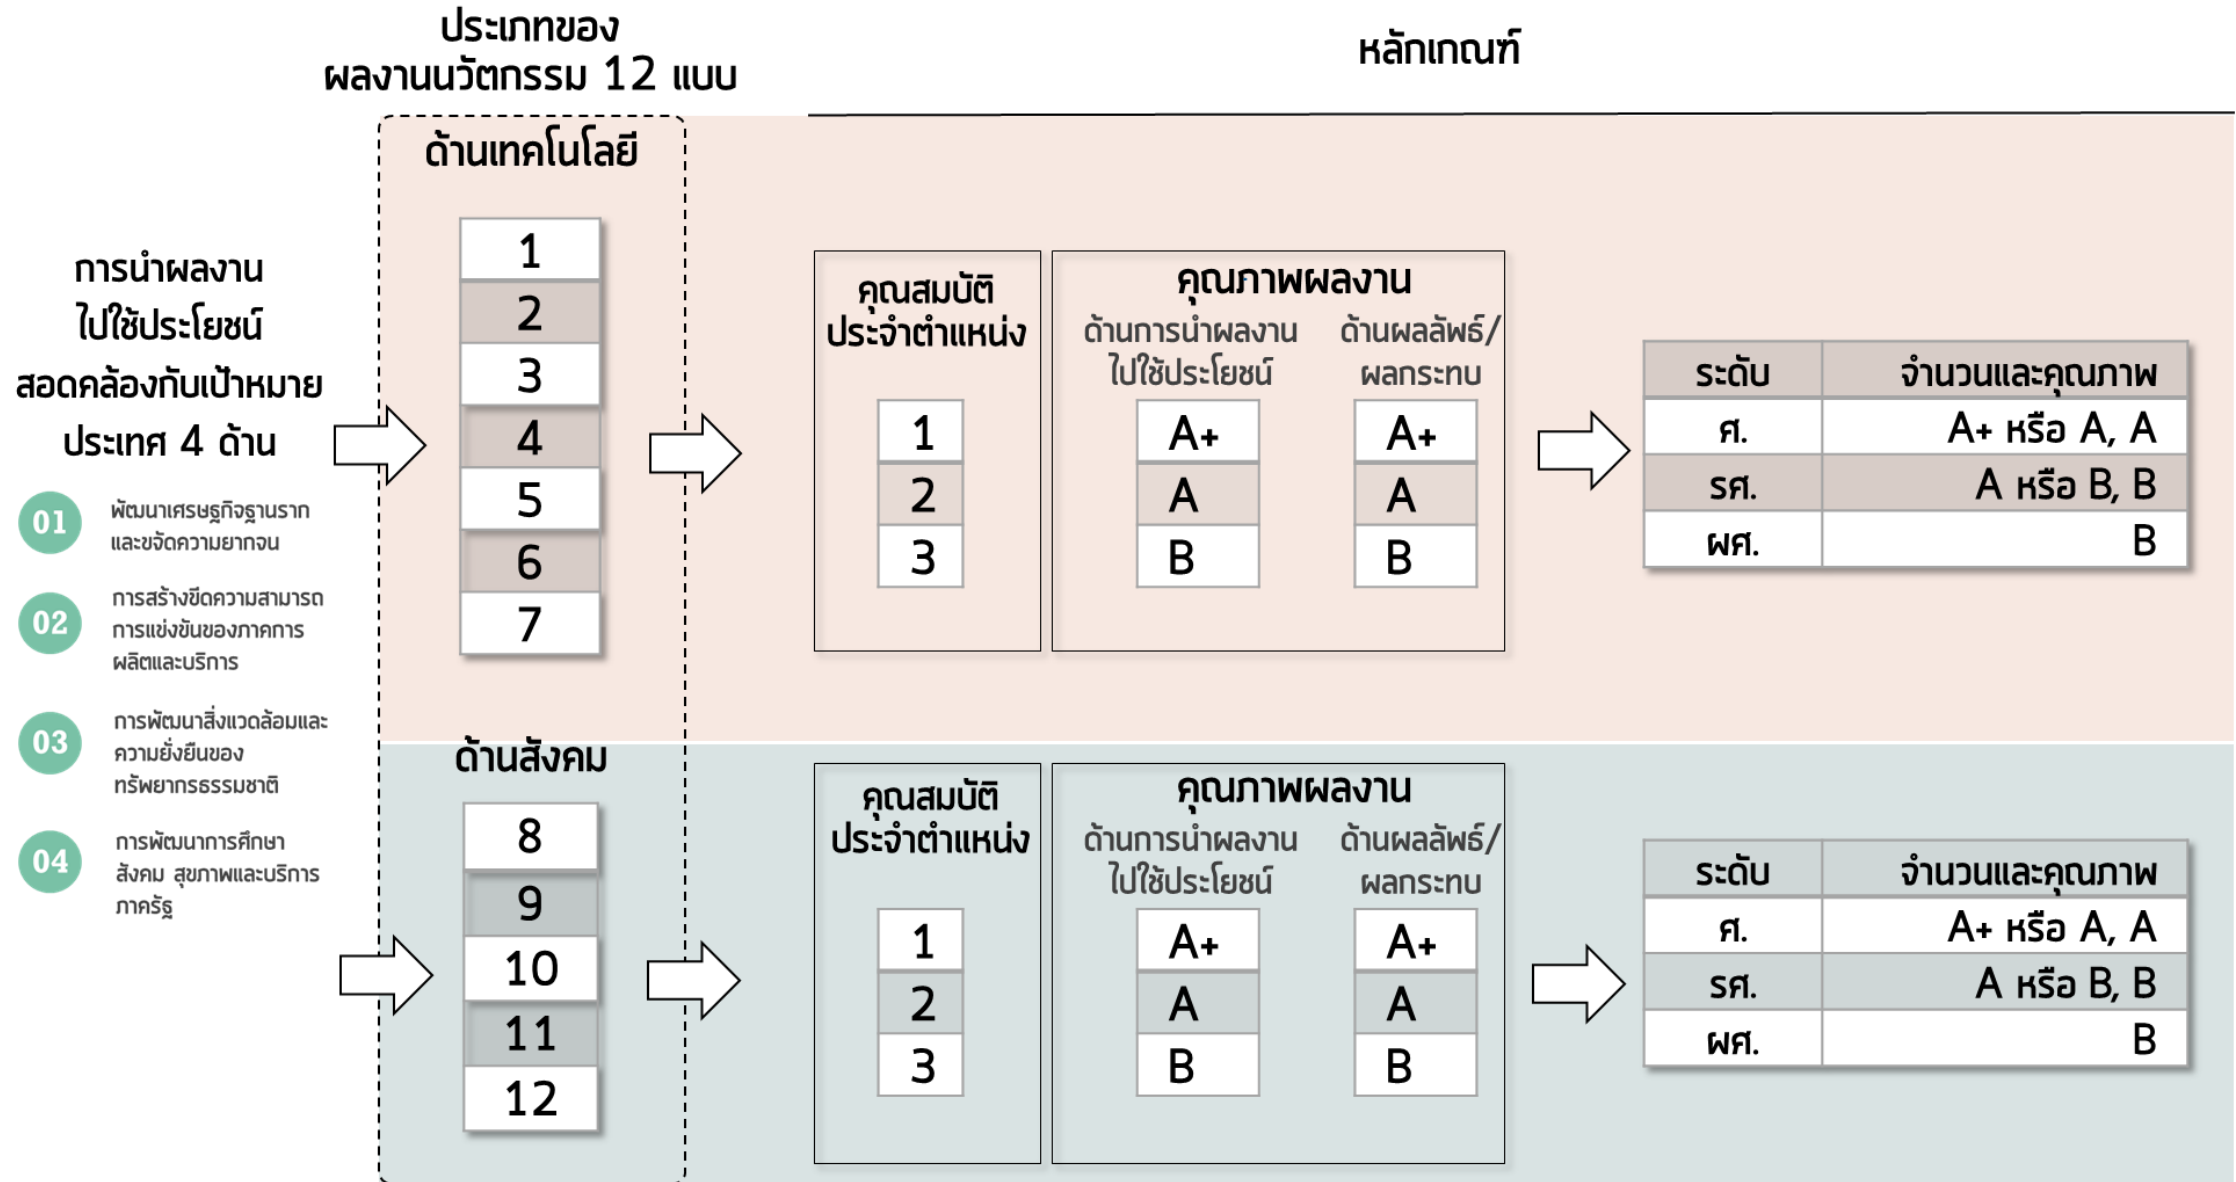 ประเภทของ
ผลงานนวัตกรรม 12 แบบ
หลักเกณฑ์
การนำผลงาน
ไปใช้ประโยชน์
สอดคล้องกับเป้าหมาย
ประเทศ 4 ด้าน
01
พัฒนาเศรษฐกิจฐานราก
และขจัดความยากจน
02
การสร้างขีดความสามารถ
การแข่งขันของภาคการ
ผลิตและบริการ
03
การพัฒนาสิ่งแวดล้อมและ
ความยั่งยืนของ
ทรัพยากรธรรมชาติ
04
การพัฒนาการศึกษา
สังคม สุขภาพและบริการ
ภาครัฐ
ด้านเทคโนโลยี
1
2
3
4
5
6
7
คุณสมบัติ
ประจำตำแหน่ง
1
2
3
คุณภาพผลงาน
ด้านการนำผลงาน
ไปใช้ประโยชน์
A+
A
B
ด้านผลลัพธ์/
ผลกระทบ
A+
A
B
ระดับ จำนวนและคุณภาพ
ศ. A+ หรือ A, A
รศ. A หรือ B, B
ผศ. B
ด้านสังคม
8
9
10
11
12
คุณสมบัติ
ประจำตำแหน่ง
1
2
3
คุณภาพผลงาน
ด้านการนำผลงาน
ไปใช้ประโยชน์
A+
A
B
ด้านผลลัพธ์/
ผลกระทบ
A+
A
B
ระดับ จำนวนและคุณภาพ
ศ. A+ หรือ A, A
รศ. A หรือ B, B
ผศ. B